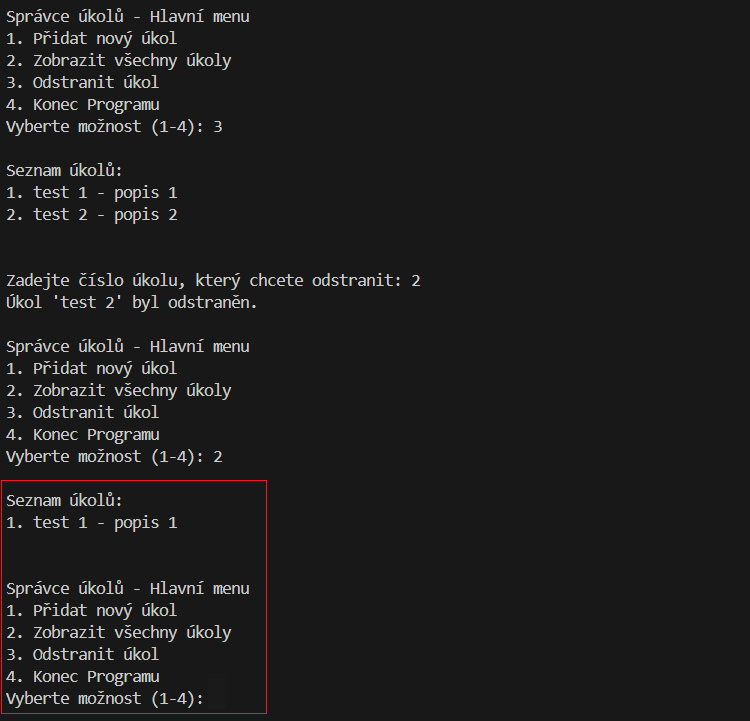 Správce úkolů - Hlavní menu
1. Přidat nový úkol
2. Zobrazit všechny úkoly
3. Odstranit úkol
4. Konec Programu
Vyberte možnost (1-4): 3
Seznam úkolů:
1. test 1 - popis 1
2. test 2 - popis 2
Zadejte číslo úkolu, který chcete odstranit: 2
Úkol 'test 2' byl odstraněn.
Správce úkolů - Hlavní menu
1. Přidat nový úkol
2. Zobrazit všechny úkoly
3. Odstranit úkol
4. Konec Programu
Vyberte možnost (1-4): 2
Seznam úkolů:
1. test 1 - popis 1
Správce úkolů - Hlavní menu
1. Přidat nový úkol
2. Zobrazit všechny úkoly
3. Odstranit úkol
4. Konec Programu
Vyberte možnost (1-4):